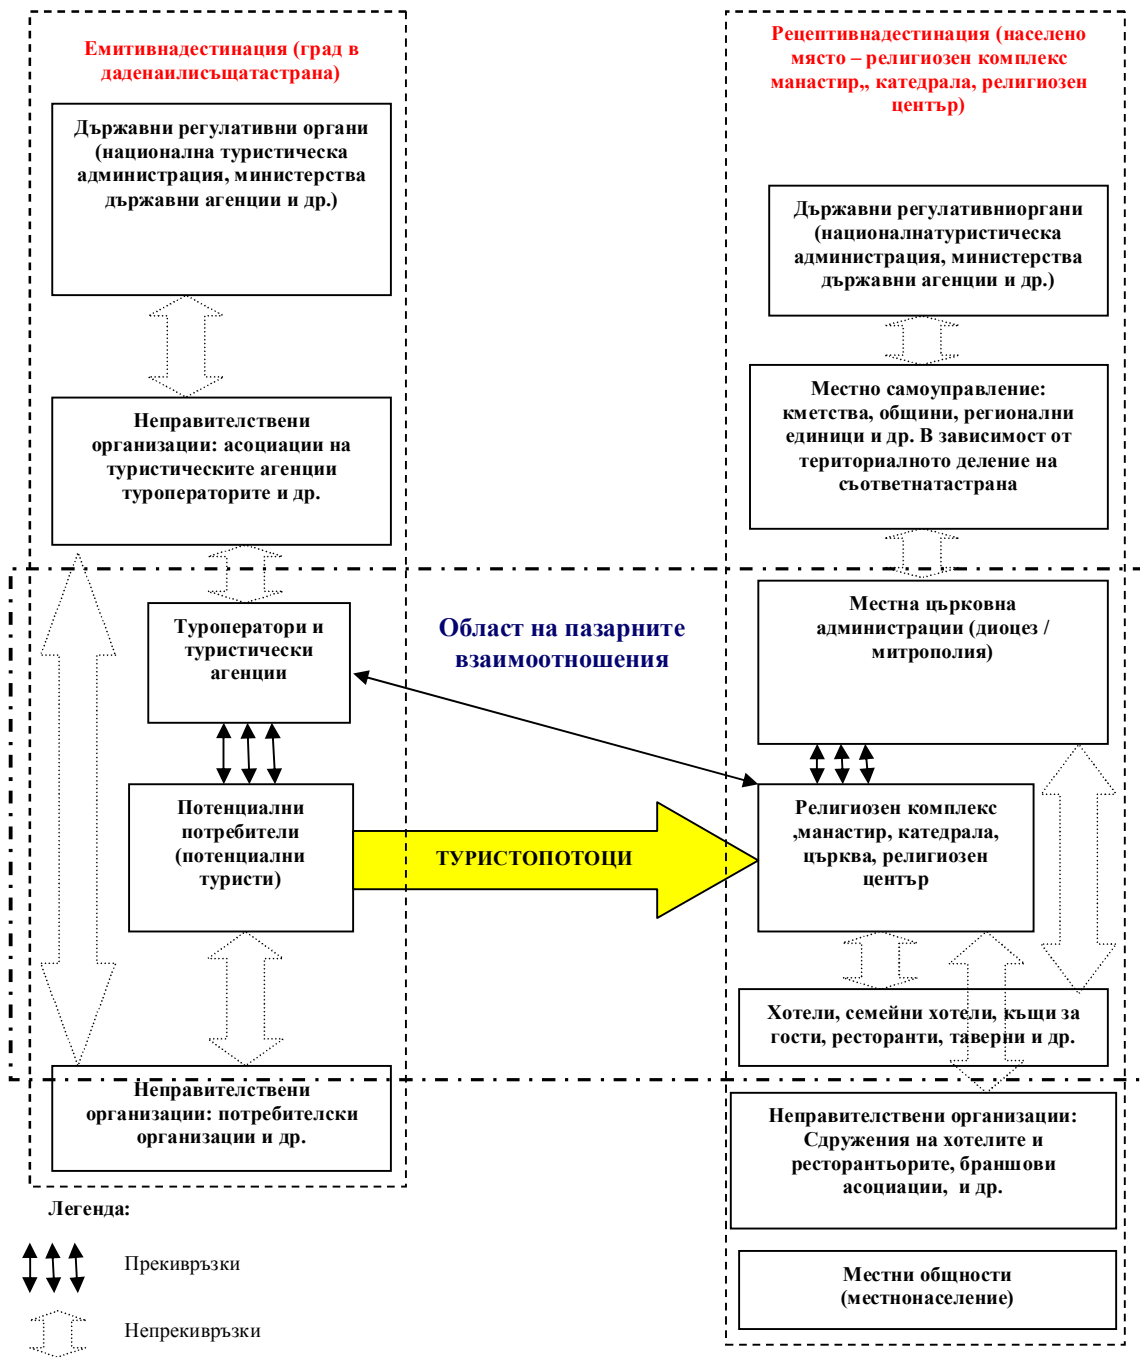 Емитивнадестинация (град в
даденаилисъщатастрана)
Държавни регулативни органи
(национална туристическа
администрация, министерства
държавни агенции и др.)
Неправителствени
организации: асоциации на
туристическите агенции
туроператорите и др.
Туроператори и
туристически
агенции
Потенциални
потребители
(потенциални
туристи)
Неправителствени
организации: потребителски
организации и др.
Област на пазарните
взаимоотношения
ТУРИСТОПОТОЦИ
Рецептивнадестинация (населено
място – религиозен комплекс
манастир,, катедрала, религиозен
център)
Държавни регулативниоргани
(националнатуристическа
администрация, министерства
държавни агенции и др.)
Местно самоуправление:
кметства, общини, регионални
единици и др. В зависимост от
териториалното деление на
съответнатастрана
Местна църковна
администрации (диоцез /
митрополия)
Религиозен комплекс
,манастир, катедрала,
църква, религиозен
център
Хотели, семейни хотели, къщи за
гости, ресторанти, таверни и др.
Неправителствени организации:
Сдружения на хотелите и
ресторантьорите, браншови
асоциации, и др.
Местни общности
(местнонаселение)
Легенда:
Прекивръзки
Непрекивръзки